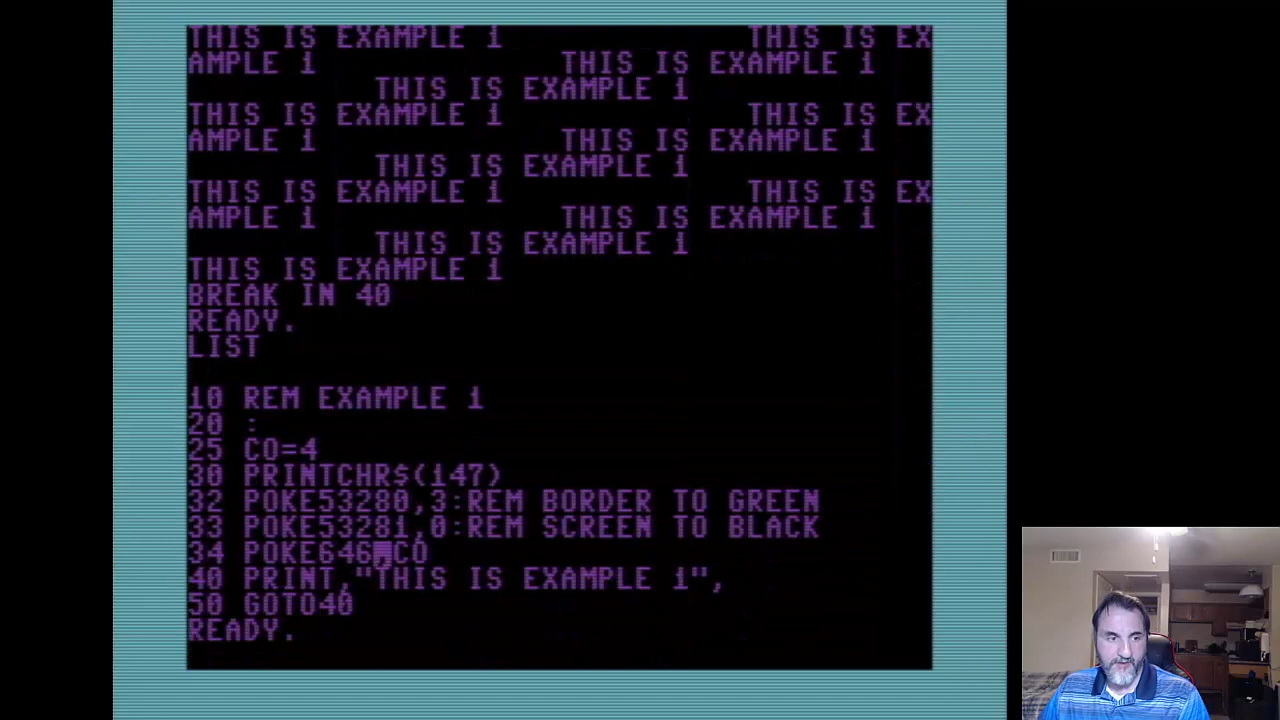 THIS IS EXAMPLE 1 THIS IS EX
AMPLE 1 THIS IS EXAMPLE 1
THIS IS EXAMPLE 1
THIS IS EXAMPLE 1 THIS IS EX
AMPLE 1 THIS IS EXAMPLE 1
THIS IS EXAMPLE 1
THIS IS EXAMPLE 1 THIS IS EX
AMPLE 1 THIS IS EXAMPLE 1
THIS IS EXAMPLE 1
THIS IS EXAMPLE 1
BREAK IN 40
READY.
LIST
10 REM EXAMPLE 1
20 :
25 CO=4
30 PRINTCHR$(147)
32 POKE53280,3:REM BORDER TO GREEN
33 POKE53281,0:REM SCREEN TO BLACK
34 POKE646,CO
40 PRINT,"THIS IS EXAMPLE 1",
50 GOTO40
READY.